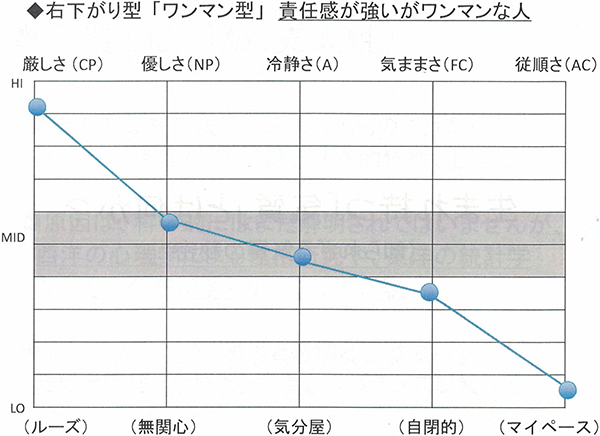 ◆右下がり型「ワンマン型」 責任感が強いがワンマンな人
厳しさ(CP) 優しさ(NP) 冷静さ(A) 気ままさ(FC) 従順さ(AC)
HI
MID
LO
(ルーズ) (無関心) (気分屋) (自閉的) (マイペース)